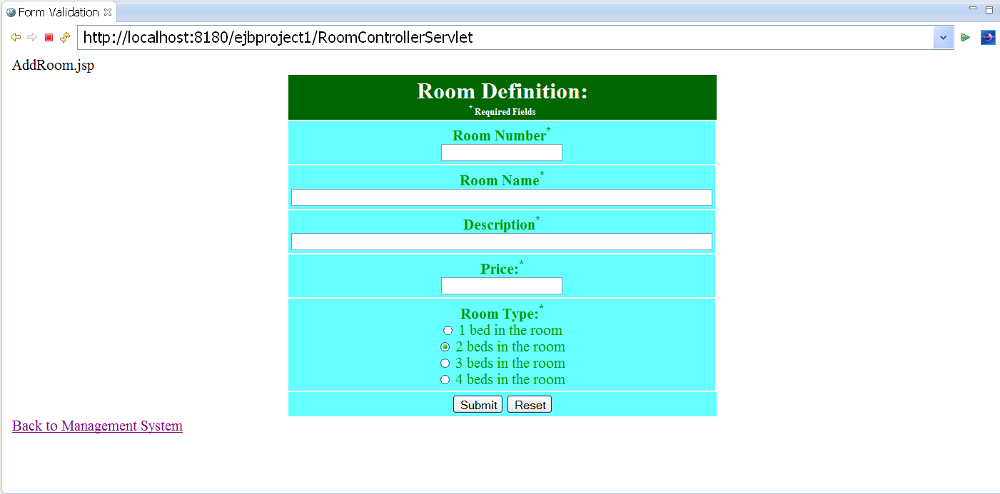 Form Validation
http://localhost:8180/ejbproject1/RoomControllerServlet
AddRoom.jsp
Room Definition:
* Required Fields
Room Number*
Room Name*
Description*
Price:*
Room Type:*
1 bed in the room
2 beds in the room
3 beds in the room
4 beds in the room
Submit Reset
Back to Management System